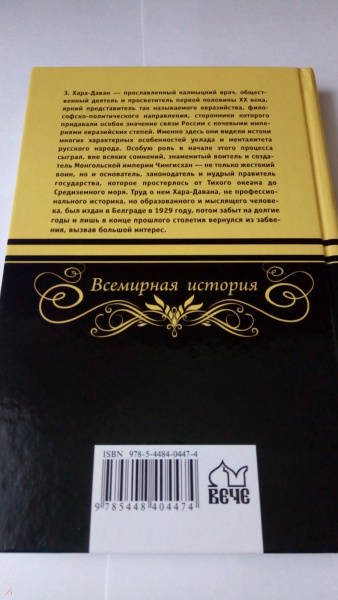 Э. Хара-Даван — прославленный калмыцкий врач, общест-
венный деятель и просветитель первой половины XX века,
яркий представитель так называемого евразийства, фило-
софско-политического направления, сторонники которого
придавали особое значение связи России с кочевыми импе-
риями евразийских степей. Именно здесь они видели истоки
многих характерных особенностей уклада и менталитета
русского народа. Особую роль в начале этого процесса
сыграл, вне всяких сомнений, знаменитый воитель и созда-
тель Монгольской империи Чингисхан — не только жестокий
воин, но и основатель, законодатель и мудрый правитель
государства, которое простерлось от Тихого океана до
Средиземного моря. Труд о нем Хара-Давана, не профессио-
нального историка, но образованного и мыслящего челове-
ка, был издан в Белграде в 1929 году, потом забыт на долгие
годы и лишь в конце прошлого столетия вернулся из забве-
ния, вызвав большой интерес.
Всемирная история
ISBN 978-5-4484-0447-4
9 785448 404474
ВЕЧЕ